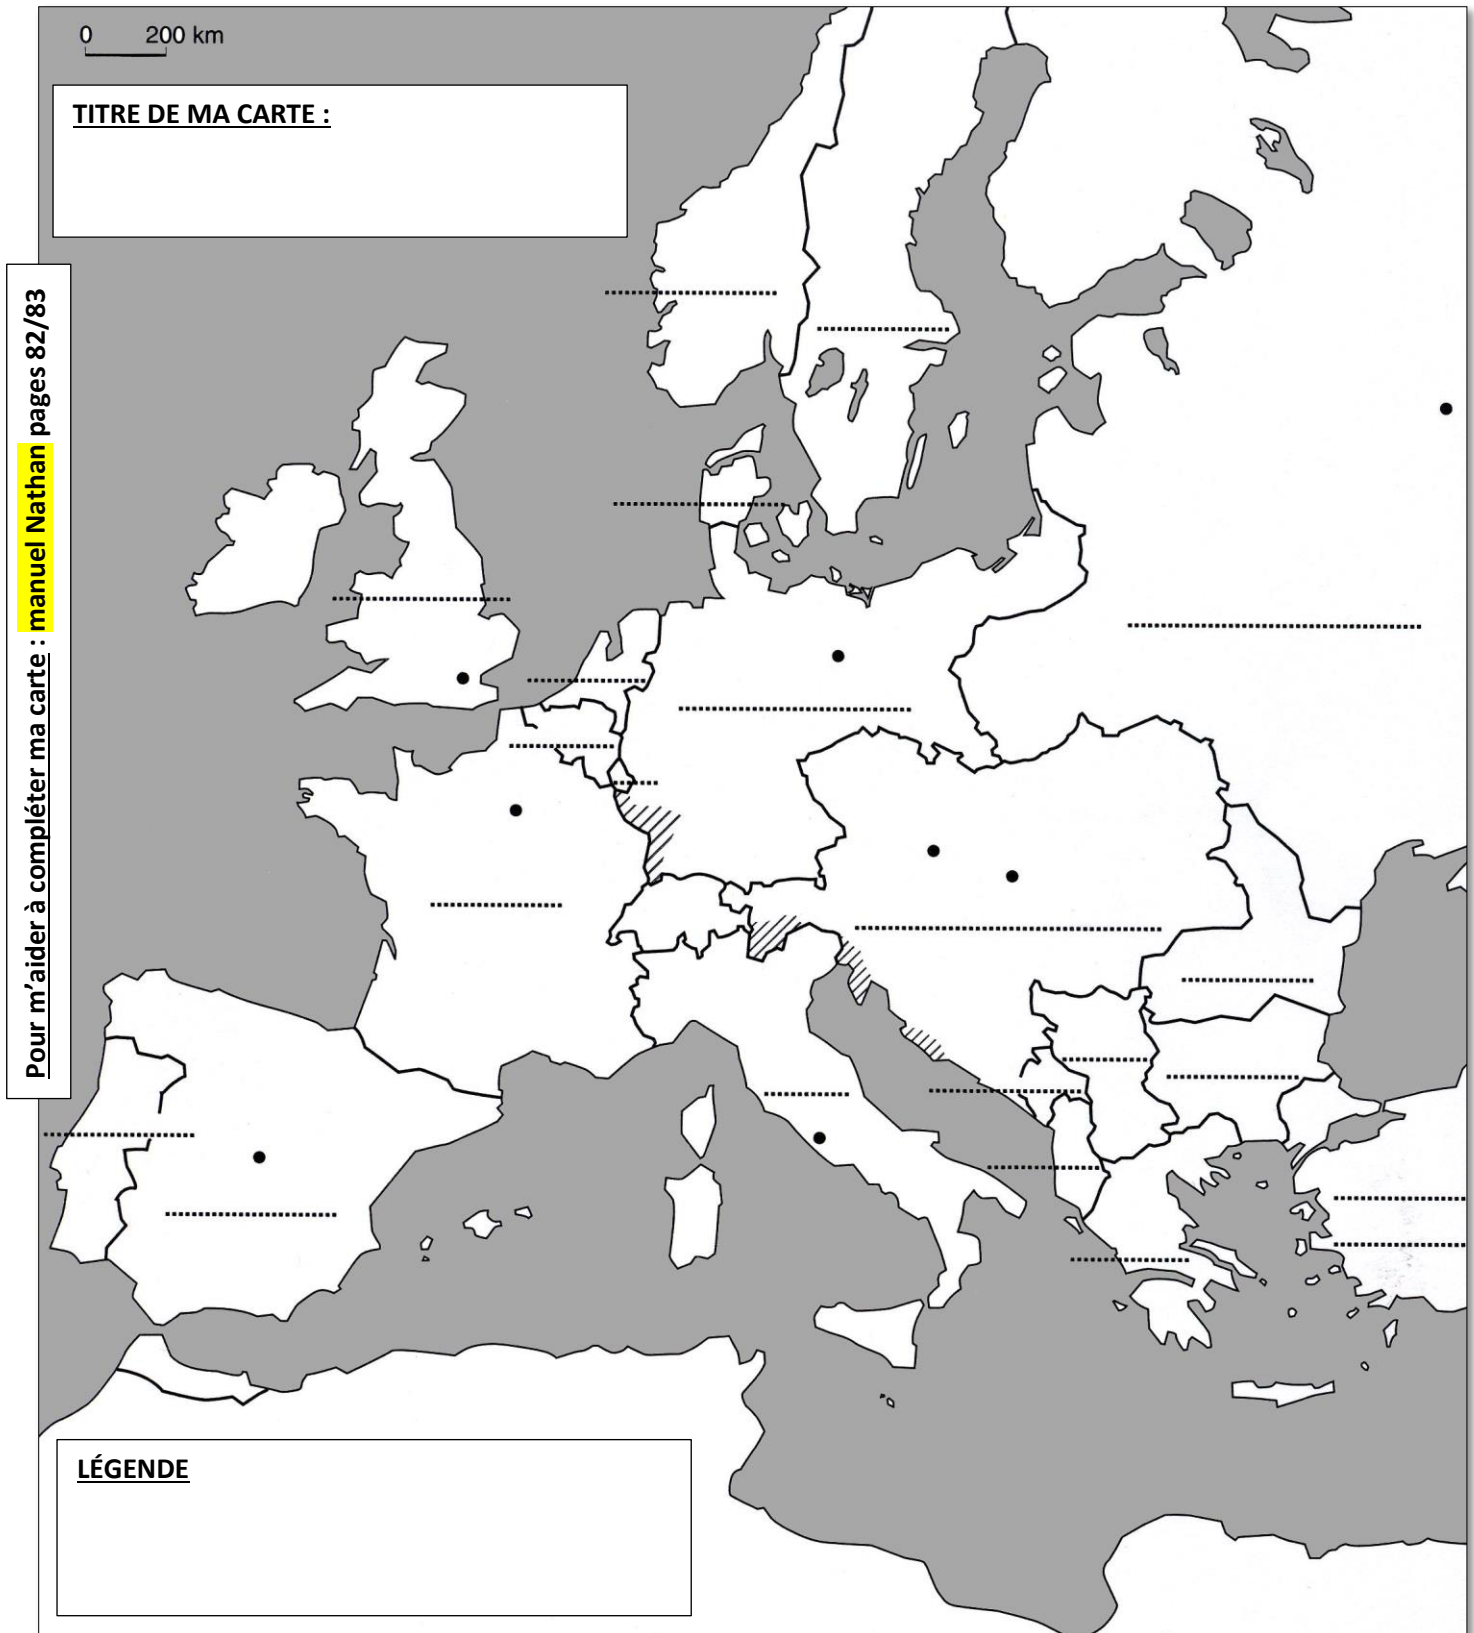 0 200 km
TITRE DE MA CARTE :
Pour m'aider à compléter ma carte : manuel Nathan pages 82/83
LÉGENDE